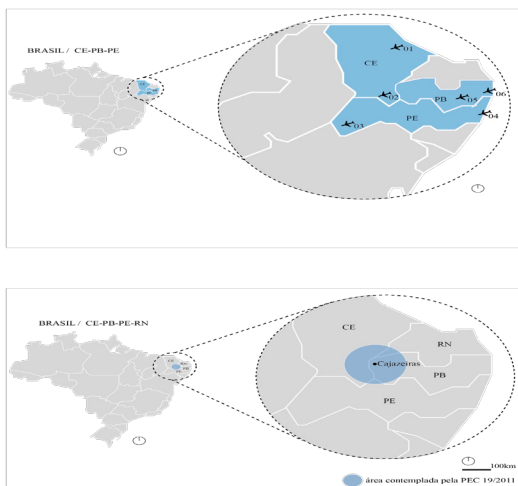 BRASIL / CE-PB-PE
01
CE
02
PB
05
06
PE
04
03
BRASIL / CE-PB-PE-RN
CE
RN
Cajazeiras
PB
PE
100km
área contemplada pela PEC 19/2011